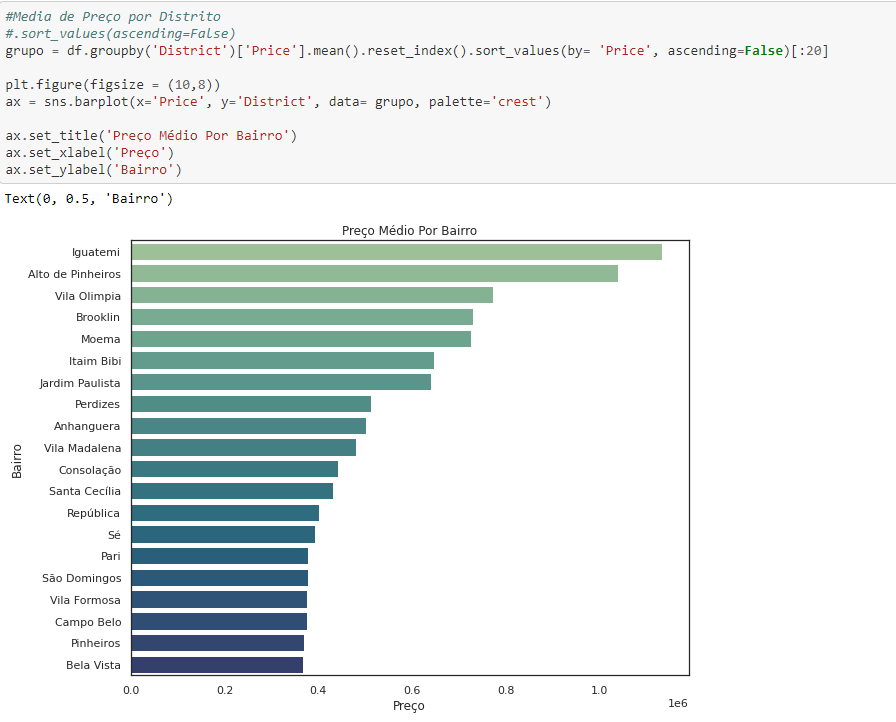 #Media de Preço por Distrito
#.sort_values(ascending=False)
grupo = df.groupby('District')['Price'].mean().reset_index().sort_values(by= 'Price', ascending=False)[:20]
plt.figure(figsize = (10,8))
ax = sns.barplot(x='Price', y='District', data= grupo, palette='crest')
ax.set_title('Preço Médio Por Bairro')
ax.set_xlabel('Preço')
ax.set_ylabel('Bairro')
Text(0, 0.5, 'Bairro')
Preço Médio Por Bairro
Iguatemi
Alto de Pinheiros
Vila Olimpia
Brooklin
Moema
Itaim Bibi
Jardim Paulista
Perdizes
Anhanguera
Vila Madalena
Consolação
Santa Cecília
República
Sé
Pari
São Domingos
Vila Formosa
Campo Belo
Pinheiros
Bela Vista
Bairro
0.0 0.2 0.4 0.6 0.8 1.0
1e6
Preço